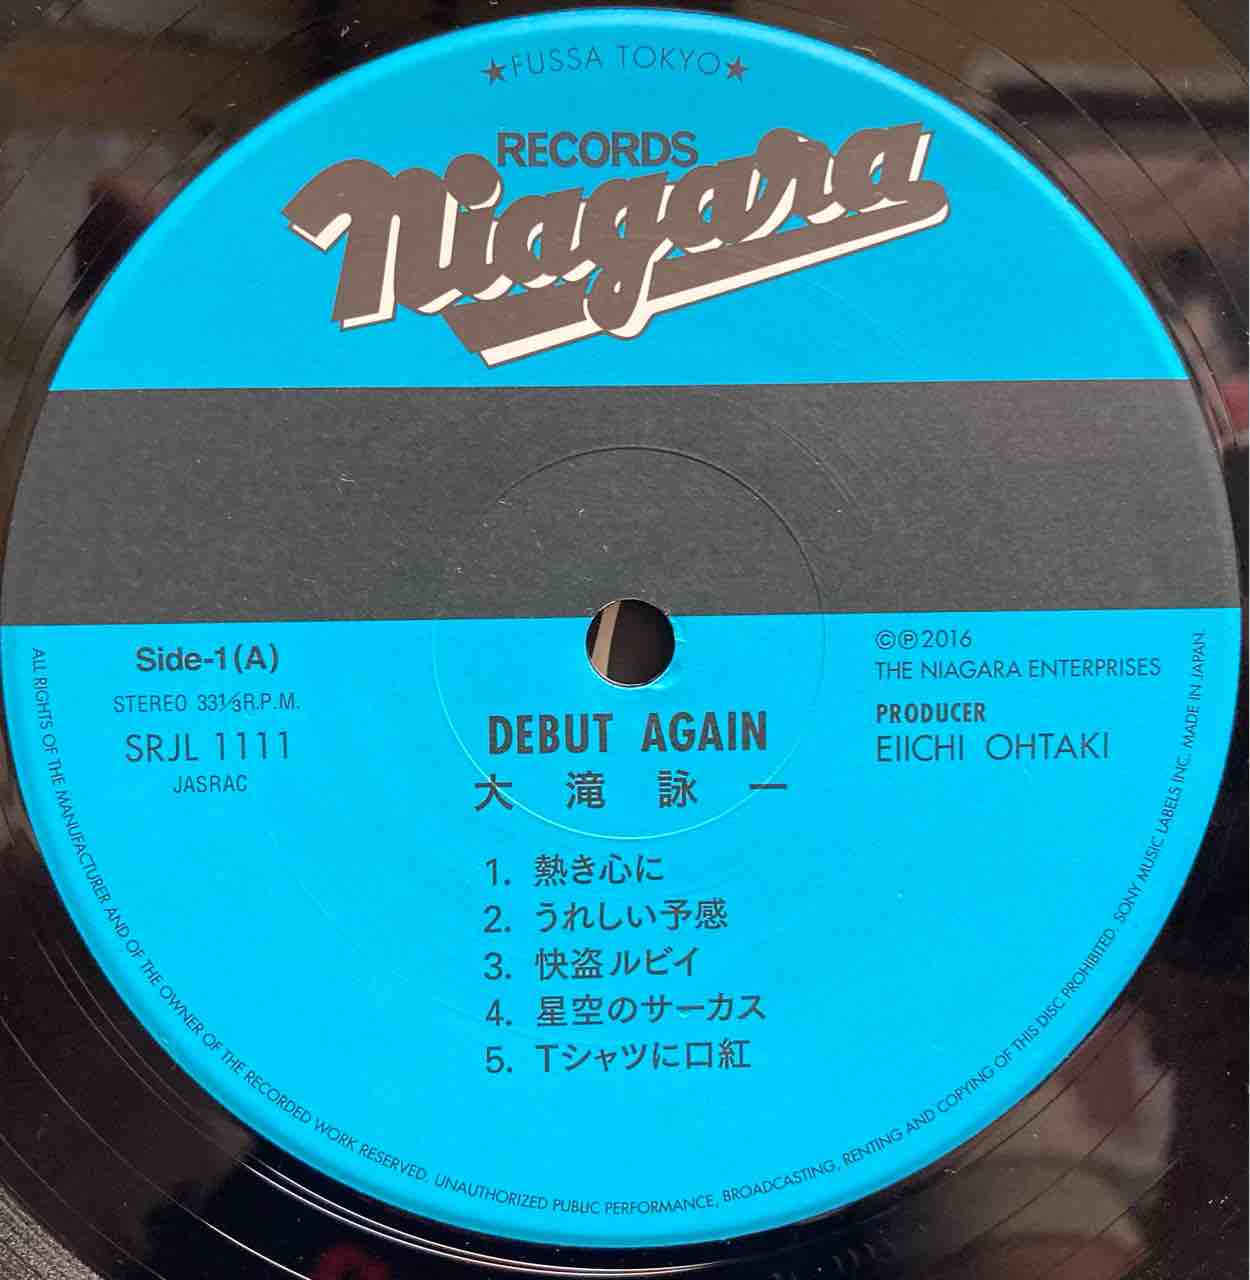 ★FUSSA TOKYO★
RECORDS
Niagara
Side-1(A)
STEREO 33⅓R.P.M.
SRJL 1111
JASRAC
©℗2016
THE NIAGARA ENTERPRISES
PRODUCER
EIICHI OHTAKI
DEBUT AGAIN
大滝詠一
1. 熱き心に
2. うれしい予感
3. 快盗ルビイ
4. 星空のサーカス
5. Tシャツに口紅
ALL RIGHTS OF THE MANUFACTURER AND OF THE OWNER OF THE RECORDED WORK RESERVED. UNAUTHORIZED PUBLIC PERFORMANCE, BROADCASTING, RENTING AND COPYING OF THIS DISC PROHIBITED. SONY MUSIC LABELS INC. MADE IN JAPAN.